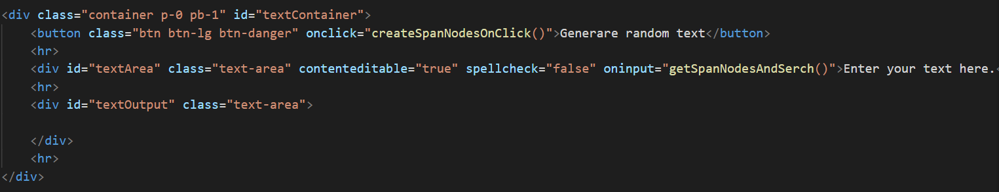 <div class="container p-0 pb-1" id="textContainer">
<button class="btn btn-lg btn-danger" onclick="createSpanNodesOnClick()">Generare random text</button>
<hr>
<div id="textArea" class="text-area" contenteditable="true" spellcheck="false" oninput="getSpanNodesAndSerch()">Enter your text here.<
<hr>
<div id="textOutput" class="text-area">
</div>
<hr>
</div>